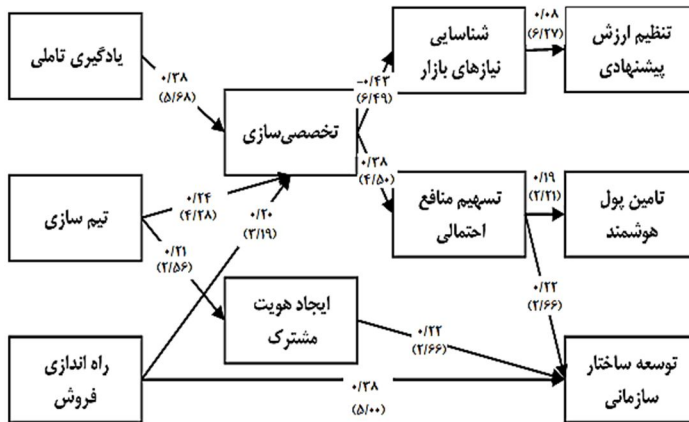 یادگیری تاملی
۰/۳۸
(۵/۶۸)
تیم سازی
۰/۲۴
(۴/۲۸)
۰/۲۱
(۲/۵۶)
راه اندازی
فروش
۰/۲۰
(۳/۱۹)
۰/۳۸
(۵/۰۰)
تخصصی‌سازی
-۰/۴۳
(۶/۴۹)
۰/۳۸
(۴/۵۰)
ایجاد هویت
مشترک
۰/۲۲
(۲/۶۶)
شناسایی
نیازهای بازار
۰/۰۸
(۶/۲۷)
تسهیم منافع
احتمالی
۰/۱۹
(۲/۲۱)
۰/۲۲
(۲/۶۶)
تنظیم ارزش
پیشنهادی
تامین پول
هوشمند
توسعه ساختار
سازمانی